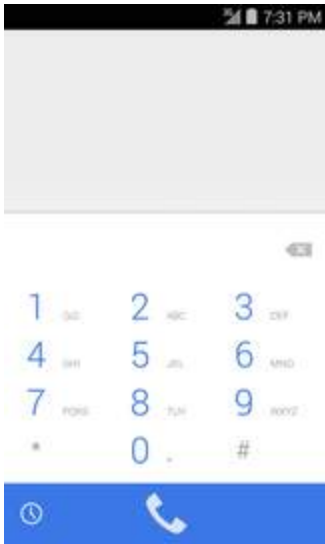 7:31 PM
1 2 ABC 3 DEF
4 GHI 5 JKL 6 MNO
7 PQRS 8 TUV 9 WXYZ
* 0 #